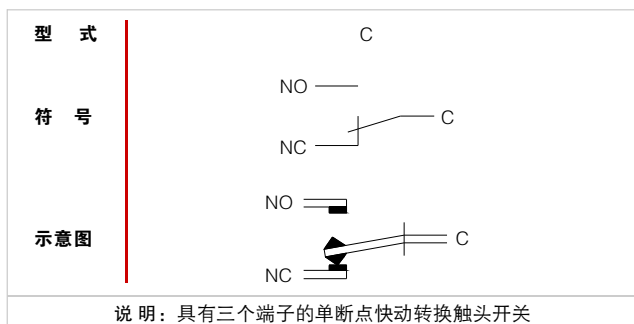 型 式 C
NO
符 号 C
NC
NO
示意图 C
NC
说 明：具有三个端子的单断点快动转换触头开关